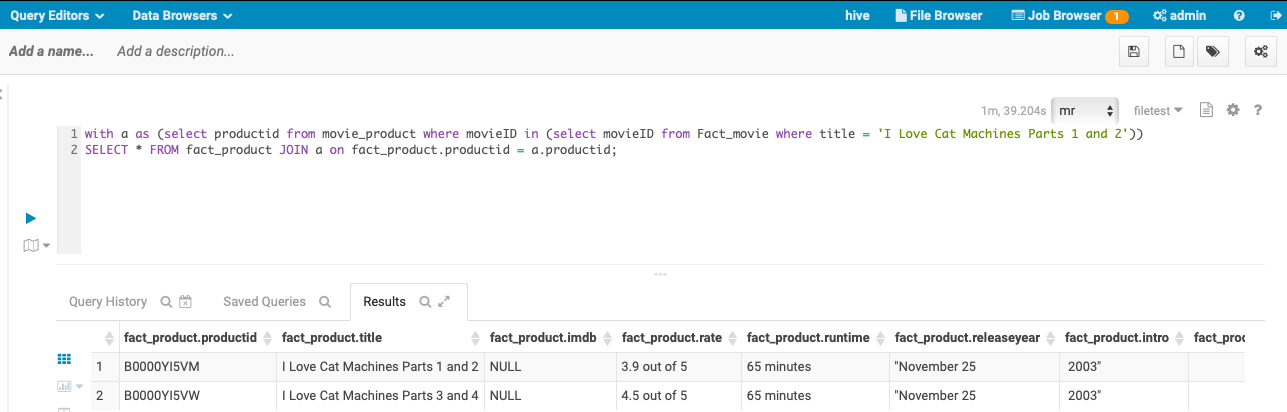 Query Editors Data Browsers hive File Browser Job Browser 1 admin ?
Add a name... Add a description...
1m, 39.204s mr filetest ?
1 with a as (select productid from movie_product where movieID in (select movieID from Fact_movie where title = 'I Love Cat Machines Parts 1 and 2'))
2 SELECT * FROM fact_product JOIN a on fact_product.productid = a.productid;
Query History Saved Queries Results
fact_product.productid fact_product.title fact_product.imdb fact_product.rate fact_product.runtime fact_product.releaseyear fact_product.intro fact_proc
1 B0000YI5VM I Love Cat Machines Parts 1 and 2 NULL 3.9 out of 5 65 minutes "November 25 2003"
2 B0000YI5VW I Love Cat Machines Parts 3 and 4 NULL 4.5 out of 5 65 minutes "November 25 2003"